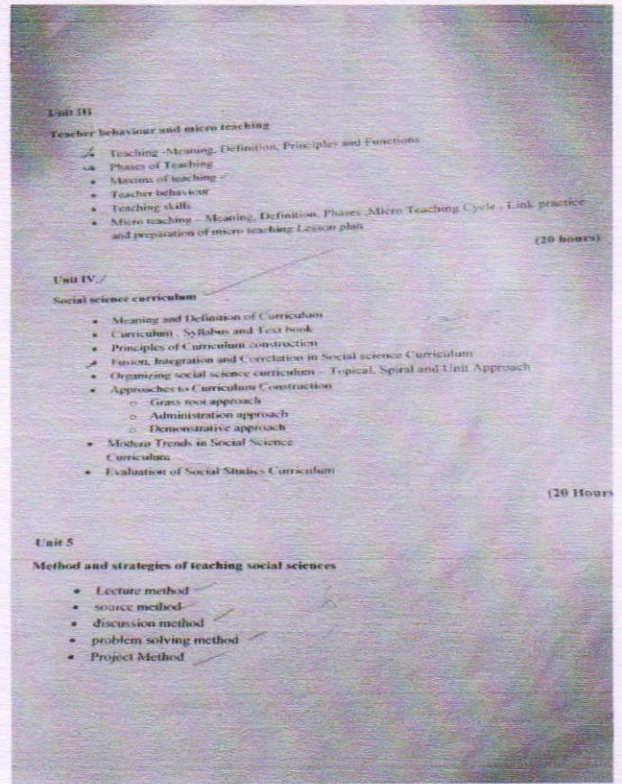 Unit III
Teacher behaviour and micro teaching
Teaching -Meaning, Definition, Principles and Functions
Phases of Teaching
• Maxims of teaching
• Teacher behaviour
• Teaching skills
• Micro teaching – Meaning, Definition, Phases ,Micro Teaching Cycle , Link practice
and preparation of micro teaching Lesson plan
(20 hours)
Unit IV
Social science curriculum
• Meaning and Definition of Curriculum
• Curriculum , Syllabus and Text book
• Principles of Curriculum construction
• Fusion, Integration and Correlation in Social science Curriculum
• Organizing social science curriculum – Topical, Spiral and Unit Approach
• Approaches to Curriculum Construction
○ Grass root approach
○ Administration approach
○ Demonstrative approach
• Modern Trends in Social Science
Curriculum
• Evaluation of Social Studies Curriculum
(20 Hours
Unit 5
Method and strategies of teaching social sciences
• Lecture method
• source method
• discussion method
• problem solving method
• Project Method